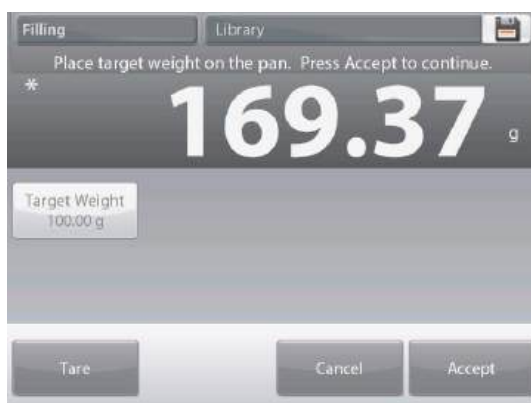 Filling Library
Place target weight on the pan. Press Accept to continue.
*
169.37 g
Target Weight
100.00 g
Tare Cancel Accept